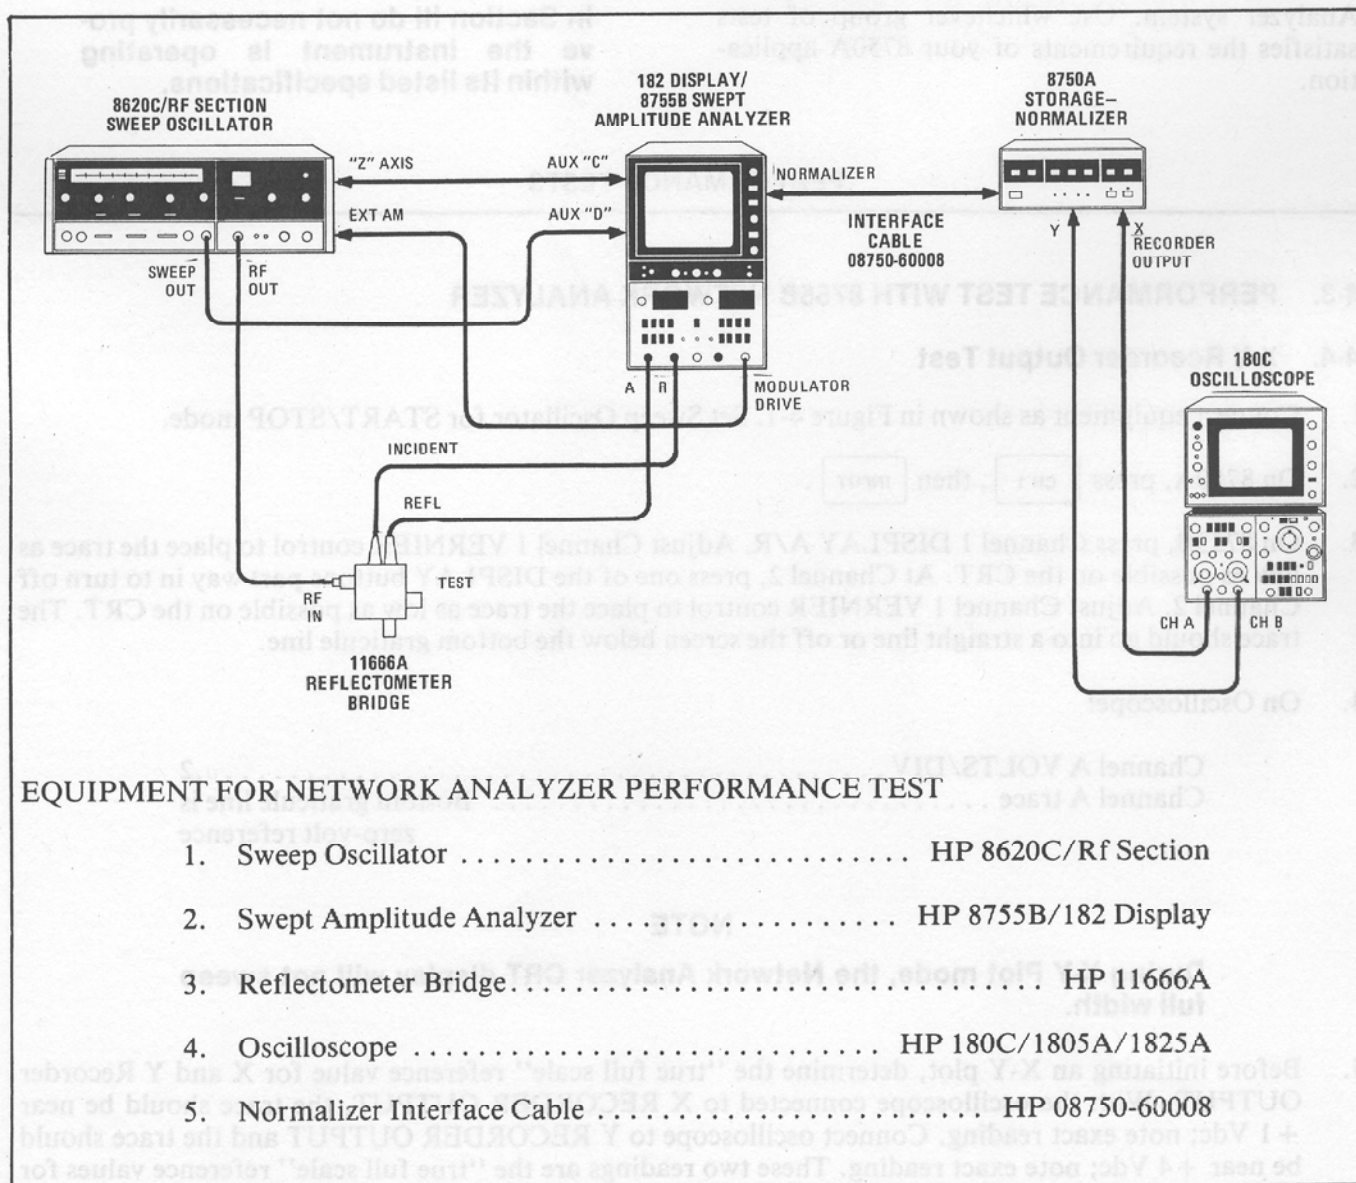 8620C/RF SECTION
SWEEP OSCILLATOR
182 DISPLAY/
8755B SWEPT
AMPLITUDE ANALYZER
8750A
STORAGE–
NORMALIZER
"Z" AXIS
AUX "C"
NORMALIZER
EXT AM
AUX "D"
INTERFACE
CABLE
08750-60008
Y
X
RECORDER
OUTPUT
SWEEP
OUT
RF
OUT
A
R
MODULATOR
DRIVE
180C
OSCILLOSCOPE
INCIDENT
REFL
RF
IN
TEST
CH A
CH B
11666A
REFLECTOMETER
BRIDGE
EQUIPMENT FOR NETWORK ANALYZER PERFORMANCE TEST
1. Sweep Oscillator . . . . . . . . . . . . . . . . . . . . . . . . . . . . HP 8620C/Rf Section
2. Swept Amplitude Analyzer . . . . . . . . . . . . . . . . . . . HP 8755B/182 Display
3. Reflectometer Bridge . . . . . . . . . . . . . . . . . . . . . . . . . . . . . . . . . . HP 11666A
4. Oscilloscope . . . . . . . . . . . . . . . . . . . . . . . . . . . . . HP 180C/1805A/1825A
5. Normalizer Interface Cable . . . . . . . . . . . . . . . . . . . . . . . . HP 08750-60008